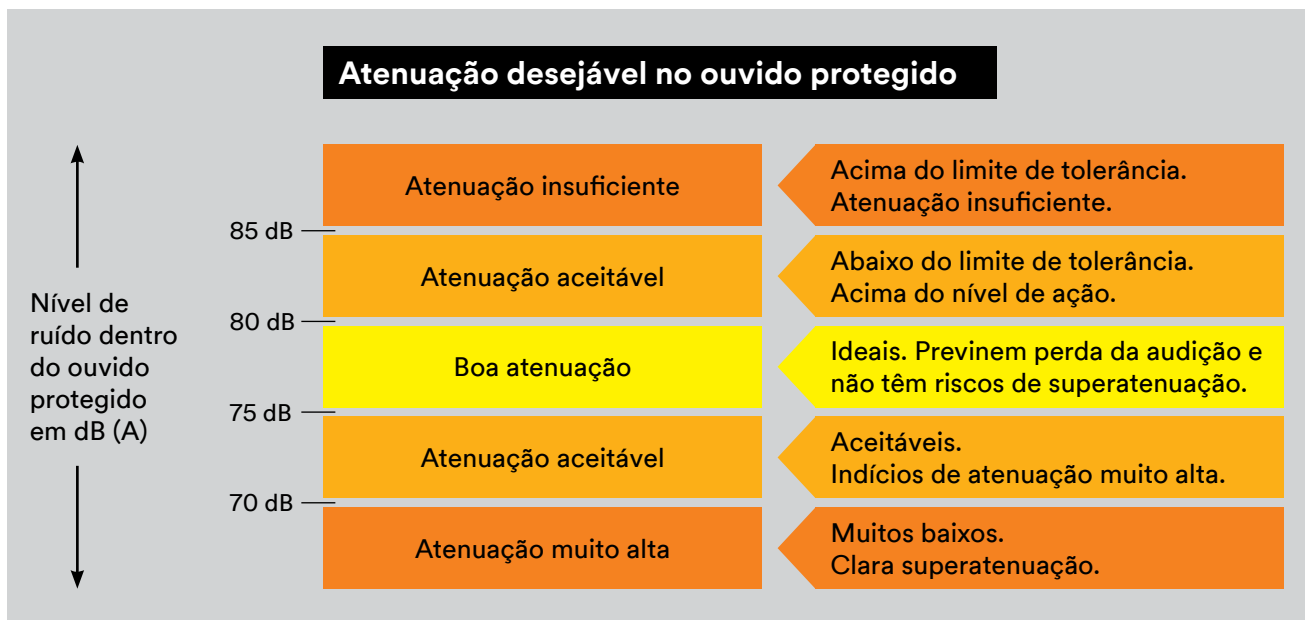 Atenuação desejável no ouvido protegido
Atenuação insuficiente
Acima do limite de tolerância.
Atenuação insuficiente.
85 dB
Atenuação aceitável
Abaixo do limite de tolerância.
Acima do nível de ação.
Nível de
ruído dentro
do ouvido
protegido
em dB (A)
80 dB
Boa atenuação
Ideais. Previnem perda da audição e
não têm riscos de superatenuação.
75 dB
Atenuação aceitável
Aceitáveis.
Indícios de atenuação muito alta.
70 dB
Atenuação muito alta
Muitos baixos.
Clara superatenuação.